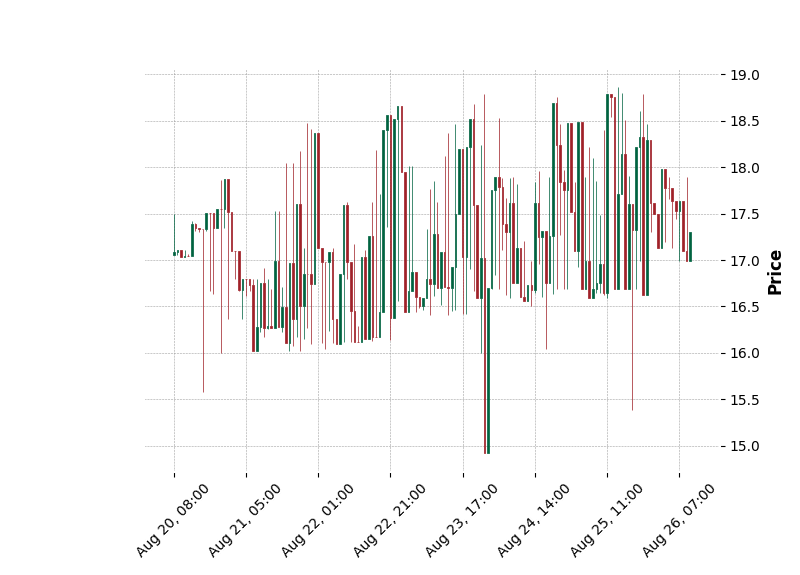 19.0
18.5
18.0
17.5
17.0
16.5
16.0
15.5
15.0
Price
Aug 20, 08:00
Aug 21, 05:00
Aug 22, 01:00
Aug 22, 21:00
Aug 23, 17:00
Aug 24, 14:00
Aug 25, 11:00
Aug 26, 07:00